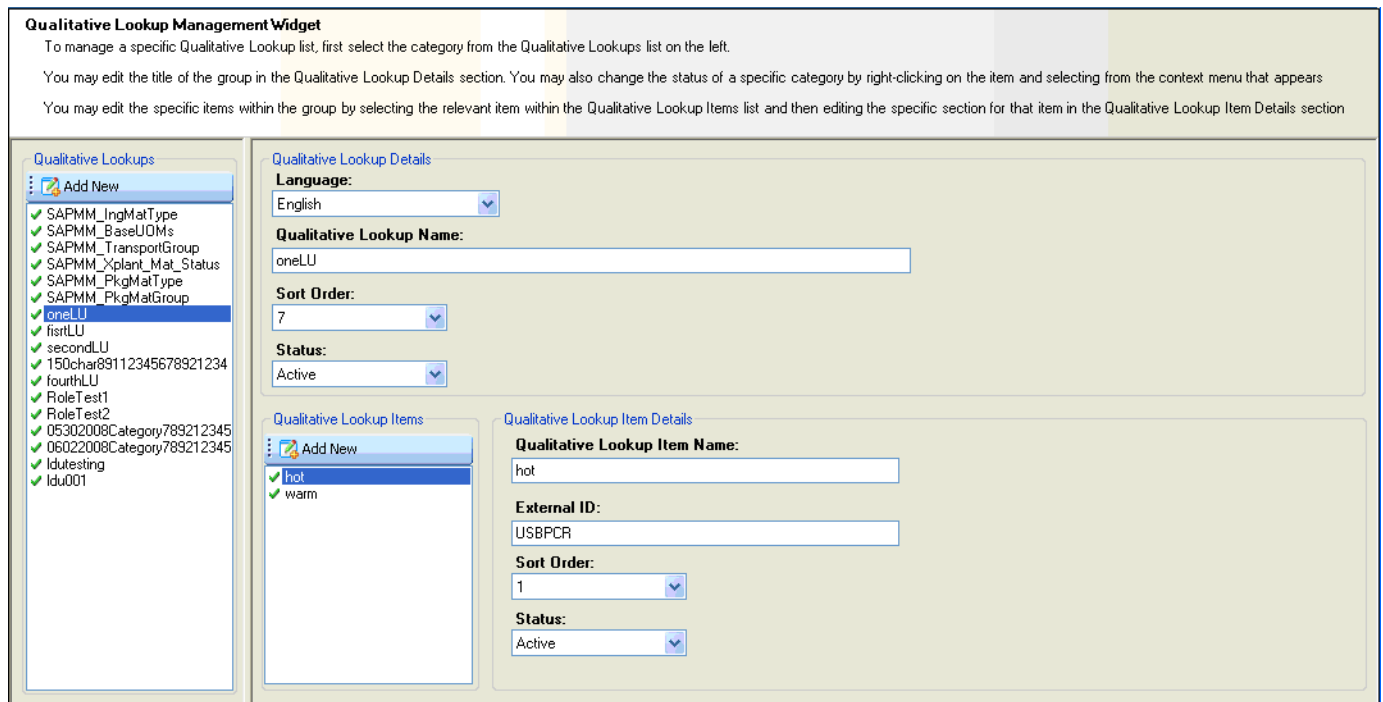 Qualitative Lookup Management Widget
To manage a specific Qualitative Lookup list, first select the category from the Qualitative Lookups list on the left.
You may edit the title of the group in the Qualitative Lookup Details section. You may also change the status of a specific category by right-clicking on the item and selecting from the context menu that appears
You may edit the specific items within the group by selecting the relevant item within the Qualitative Lookup Items list and then editing the specific section for that item in the Qualitative Lookup Item Details section
Qualitative Lookups
Add New
SAPMM_IngMatType
SAPMM_BaseUOMs
SAPMM_TransportGroup
SAPMM_Xplant_Mat_Status
SAPMM_PkgMatType
SAPMM_PkgMatGroup
oneLU
fisrtLU
secondLU
150char89112345678921234
fourthLU
RoleTest1
RoleTest2
05302008Category789212345
06022008Category789212345
ldutesting
ldu001
Qualitative Lookup Details
Language:
English
Qualitative Lookup Name:
oneLU
Sort Order:
7
Status:
Active
Qualitative Lookup Items
Add New
hot
warm
Qualitative Lookup Item Details
Qualitative Lookup Item Name:
hot
External ID:
USBPCR
Sort Order:
1
Status:
Active